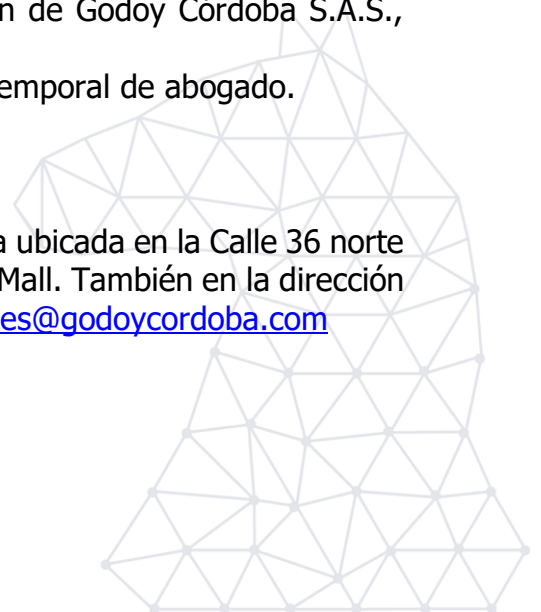 n de Godoy Córdoba S.A.S.,
emporal de abogado.
a ubicada en la Calle 36 norte
Mall. También en la dirección
es@godoycordoba.com